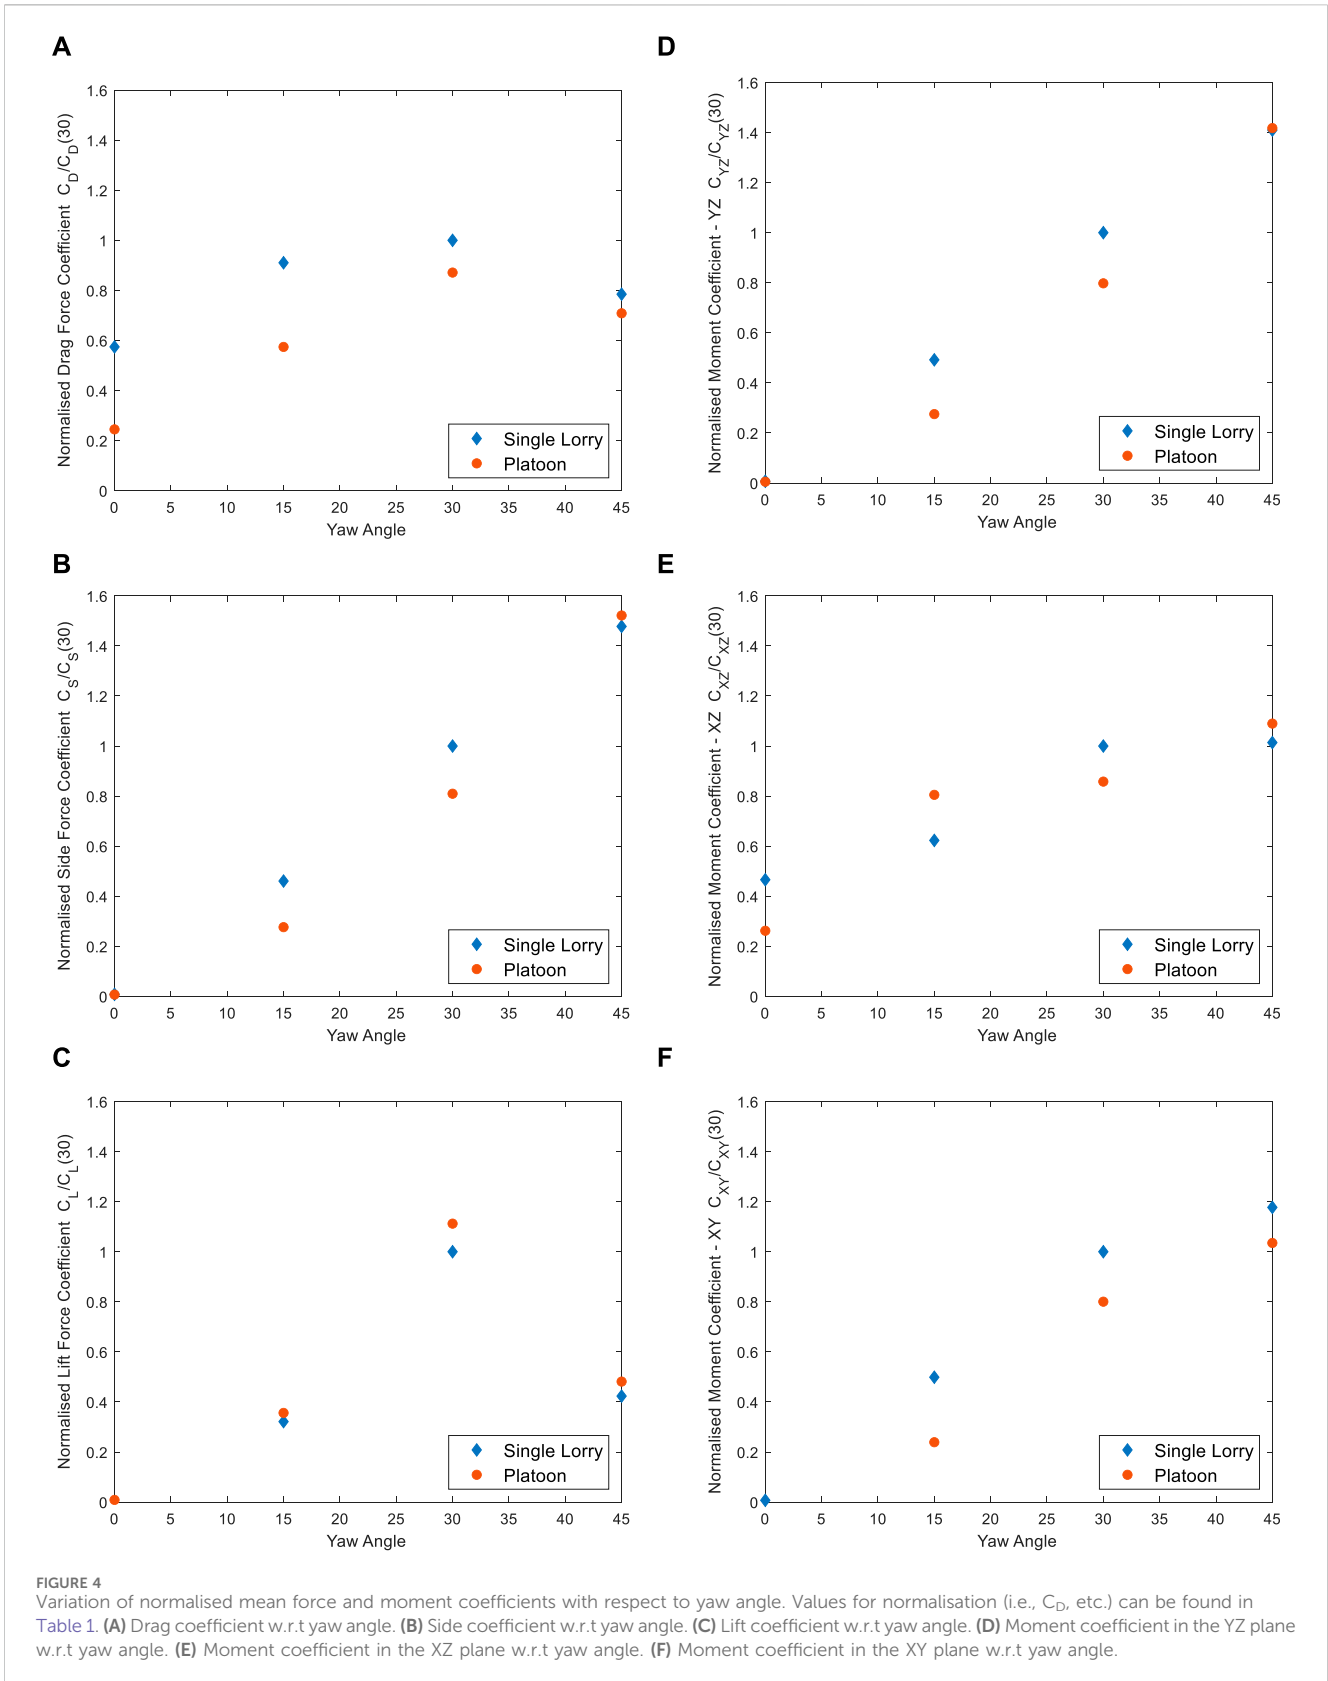 A
1.6
1.4
1.2
1
0.8
0.6
0.4
0.2
0
0 5 10 15 20 25 30 35 40 45
Yaw Angle
Normalised Drag Force Coefficient C_D/C_D(30)
Single Lorry
Platoon
B
1.6
1.4
1.2
1
0.8
0.6
0.4
0.2
0
0 5 10 15 20 25 30 35 40 45
Yaw Angle
Normalised Side Force Coefficient C_S/C_S(30)
Single Lorry
Platoon
C
1.6
1.4
1.2
1
0.8
0.6
0.4
0.2
0
0 5 10 15 20 25 30 35 40 45
Yaw Angle
Normalised Lift Force Coefficient C_L/C_L(30)
Single Lorry
Platoon
D
1.6
1.4
1.2
1
0.8
0.6
0.4
0.2
0
0 5 10 15 20 25 30 35 40 45
Yaw Angle
Normalised Moment Coefficient - YZ C_YZ/C_YZ(30)
Single Lorry
Platoon
E
1.6
1.4
1.2
1
0.8
0.6
0.4
0.2
0
0 5 10 15 20 25 30 35 40 45
Yaw Angle
Normalised Moment Coefficient - XZ C_XZ/C_XZ(30)
Single Lorry
Platoon
F
1.6
1.4
1.2
1
0.8
0.6
0.4
0.2
0
0 5 10 15 20 25 30 35 40 45
Yaw Angle
Normalised Moment Coefficient - XY C_XY/C_XY(30)
Single Lorry
Platoon
FIGURE 4
Variation of normalised mean force and moment coefficients with respect to yaw angle. Values for normalisation (i.e., C_D, etc.) can be found in
Table 1. (A) Drag coefficient w.r.t yaw angle. (B) Side coefficient w.r.t yaw angle. (C) Lift coefficient w.r.t yaw angle. (D) Moment coefficient in the YZ plane
w.r.t yaw angle. (E) Moment coefficient in the XZ plane w.r.t yaw angle. (F) Moment coefficient in the XY plane w.r.t yaw angle.